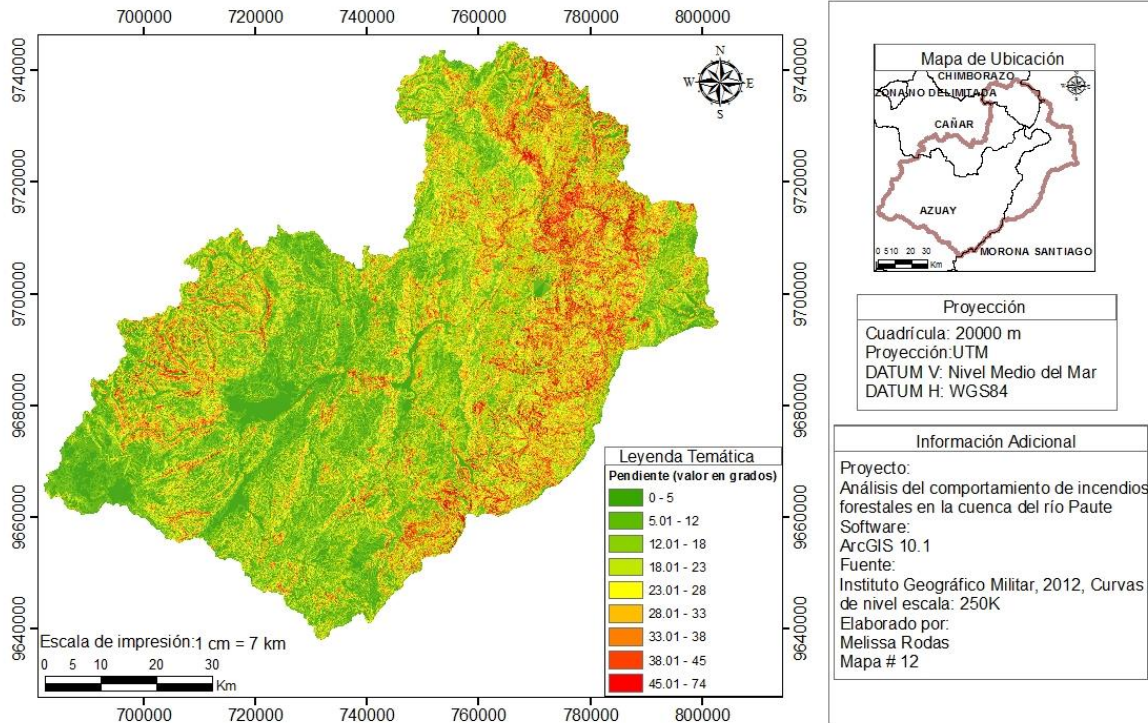 700000 720000 740000 760000 780000 800000
9740000
9720000
9700000
9680000
9660000
9640000
N
W E
S
Leyenda Temática
Pendiente (valor en grados)
0 - 5
5.01 - 12
12.01 - 18
18.01 - 23
23.01 - 28
28.01 - 33
33.01 - 38
38.01 - 45
45.01 - 74
Escala de impresión:1 cm = 7 km
0 5 10 20 30
Km
9740000
9720000
9700000
9680000
9660000
9640000
700000 720000 740000 760000 780000 800000
Mapa de Ubicación
CHIMBORAZO
ZONA NO DELIMITADA
CAÑAR
AZUAY
MORONA SANTIAGO
0 510 20 30
Km
Proyección
Cuadrícula: 20000 m
Proyección:UTM
DATUM V: Nivel Medio del Mar
DATUM H: WGS84
Información Adicional
Proyecto:
Análisis del comportamiento de incendios
forestales en la cuenca del río Paute
Software:
ArcGIS 10.1
Fuente:
Instituto Geográfico Militar, 2012, Curvas
de nivel escala: 250K
Elaborado por:
Melissa Rodas
Mapa # 12